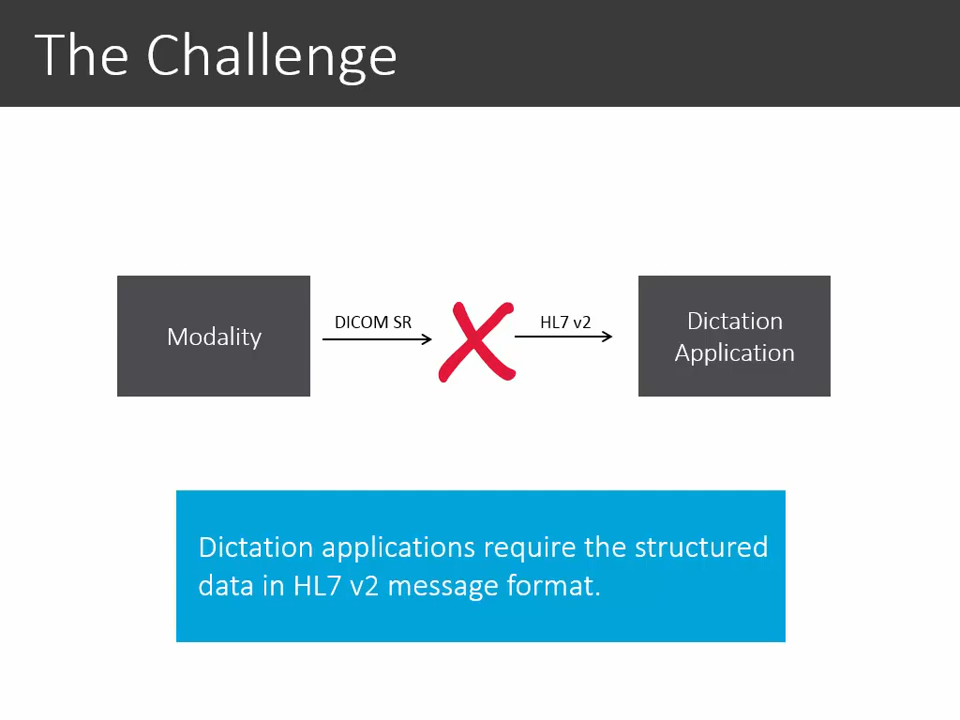 The Challenge
Modality
DICOM SR
HL7 v2
Dictation
Application
Dictation applications require the structured
data in HL7 v2 message format.